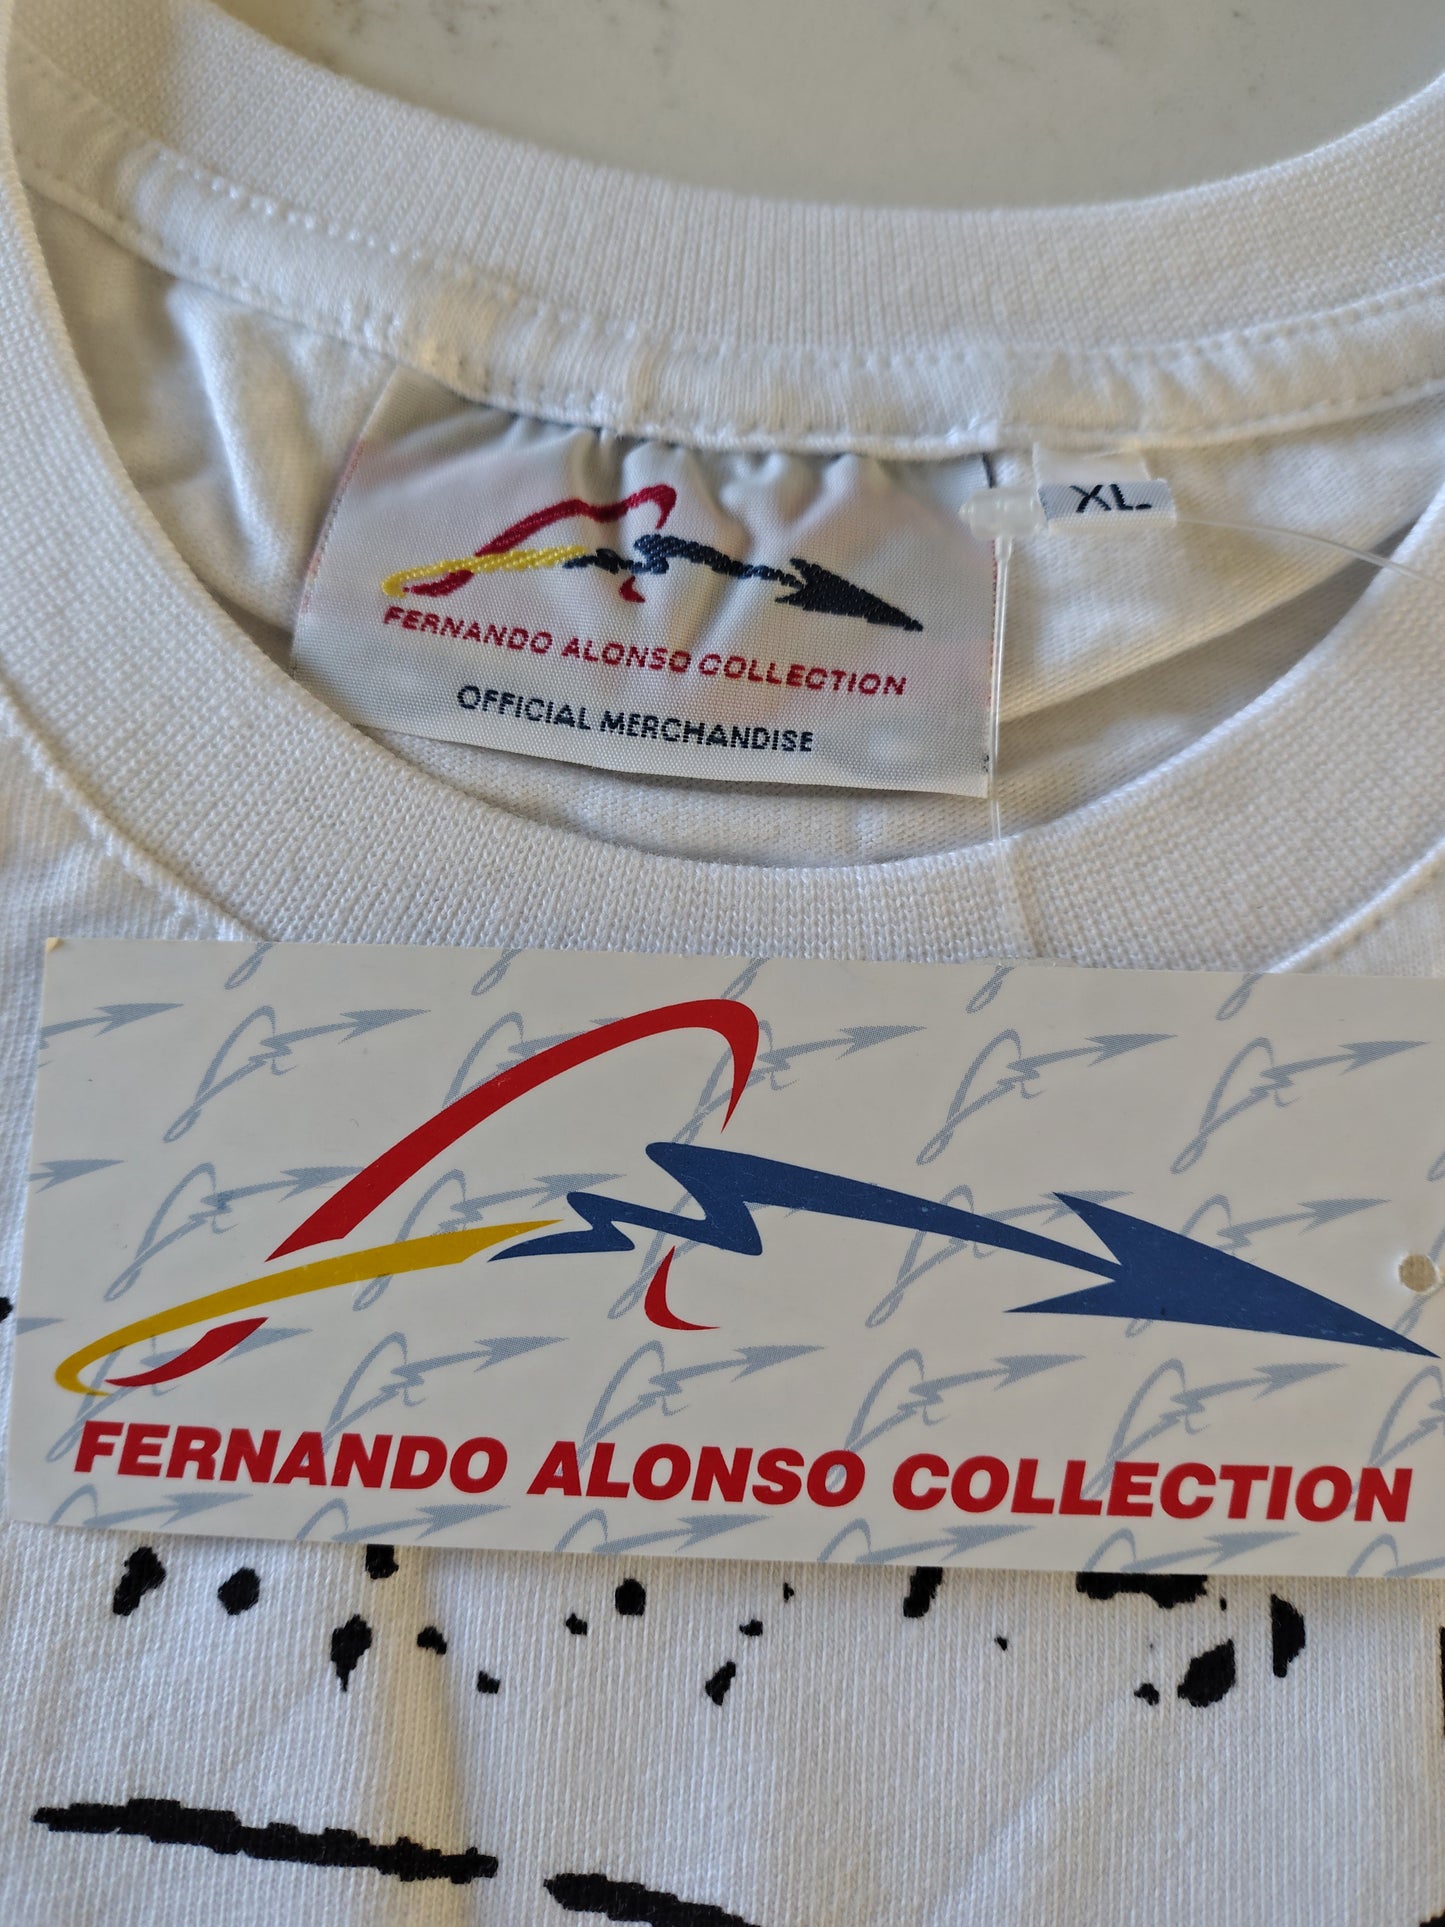 XL
FERNANDO ALONSO COLLECTION
OFFICIAL MERCHANDISE
FERNANDO ALONSO COLLECTION